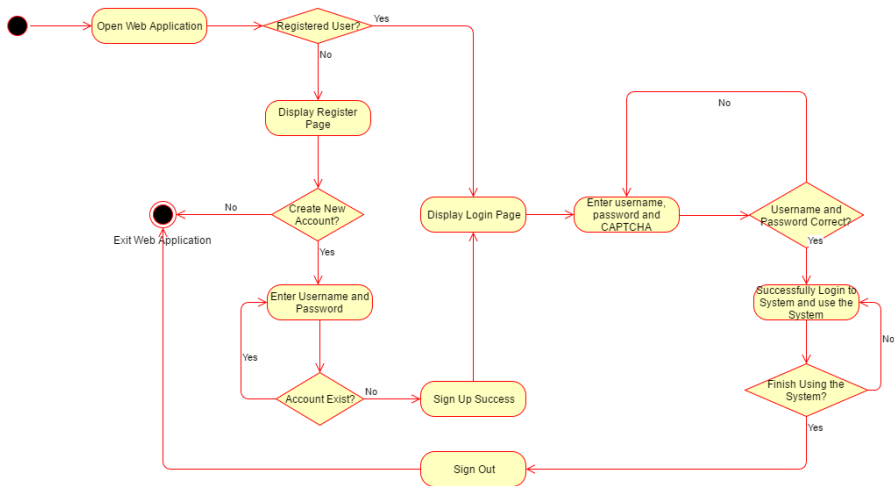 Open Web Application
Registered User?
Yes
No
Display Register
Page
No
Create New
Account?
Exit Web Application
Yes
Enter Username and
Password
Yes
Account Exist?
No
Sign Up Success
Display Login Page
Enter username,
password and
CAPTCHA
No
Username and
Password Correct?
Yes
Successfully Login to
System and use the
System
No
Finish Using the
System?
Yes
Sign Out